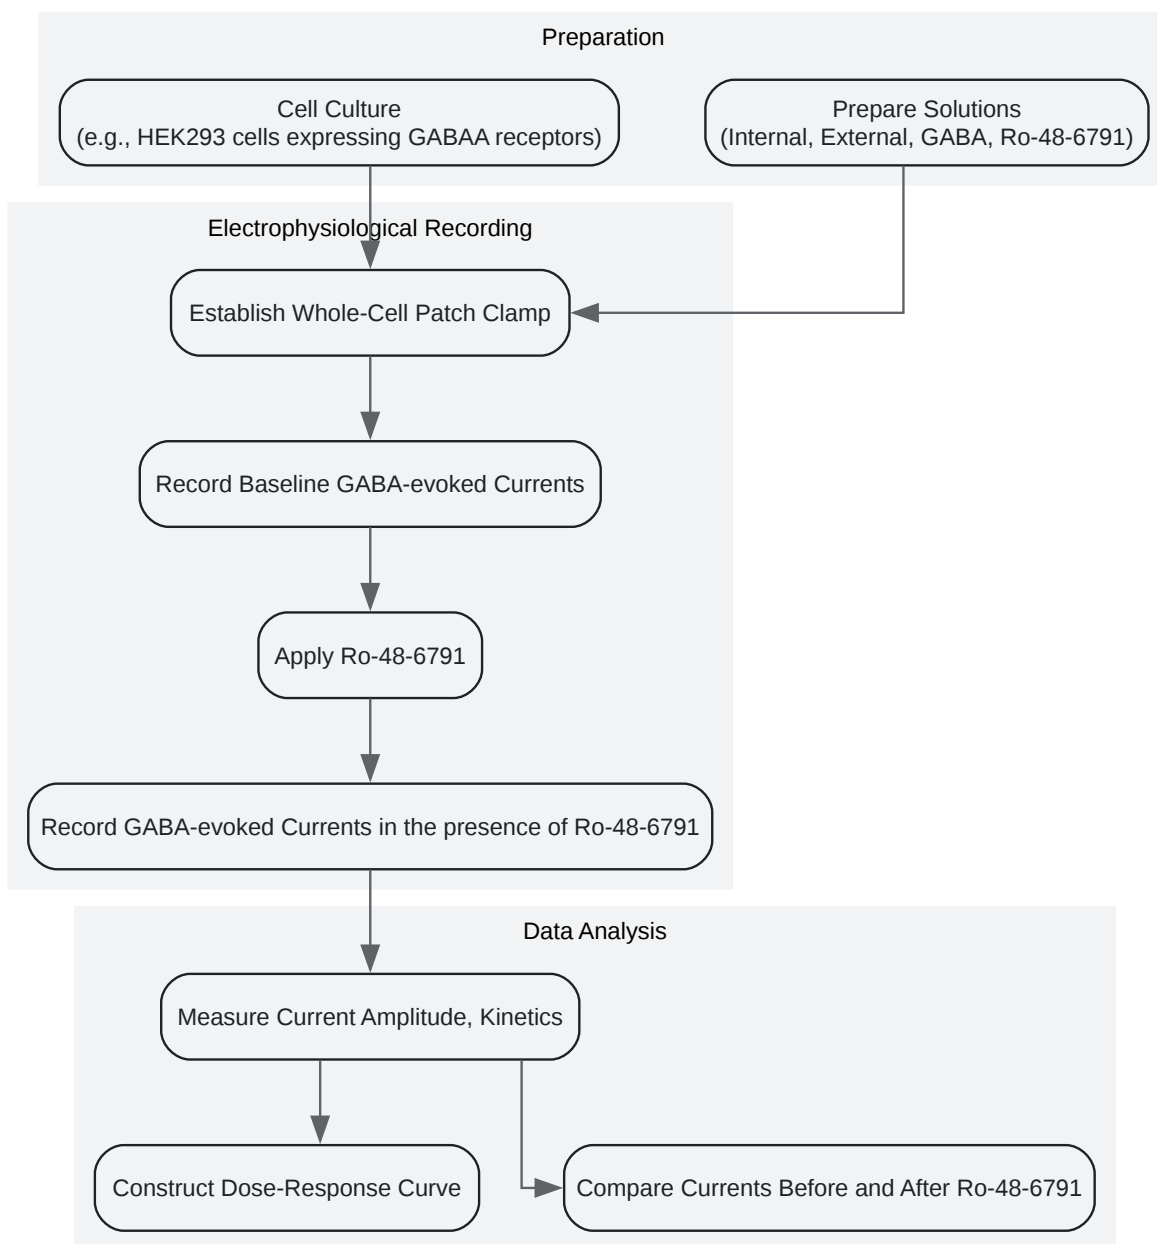 Preparation
Cell Culture
(e.g., HEK293 cells expressing GABAA receptors)
Prepare Solutions
(Internal, External, GABA, Ro-48-6791)
Electrophysiological Recording
Establish Whole-Cell Patch Clamp
Record Baseline GABA-evoked Currents
Apply Ro-48-6791
Record GABA-evoked Currents in the presence of Ro-48-6791
Data Analysis
Measure Current Amplitude, Kinetics
Construct Dose-Response Curve
Compare Currents Before and After Ro-48-6791